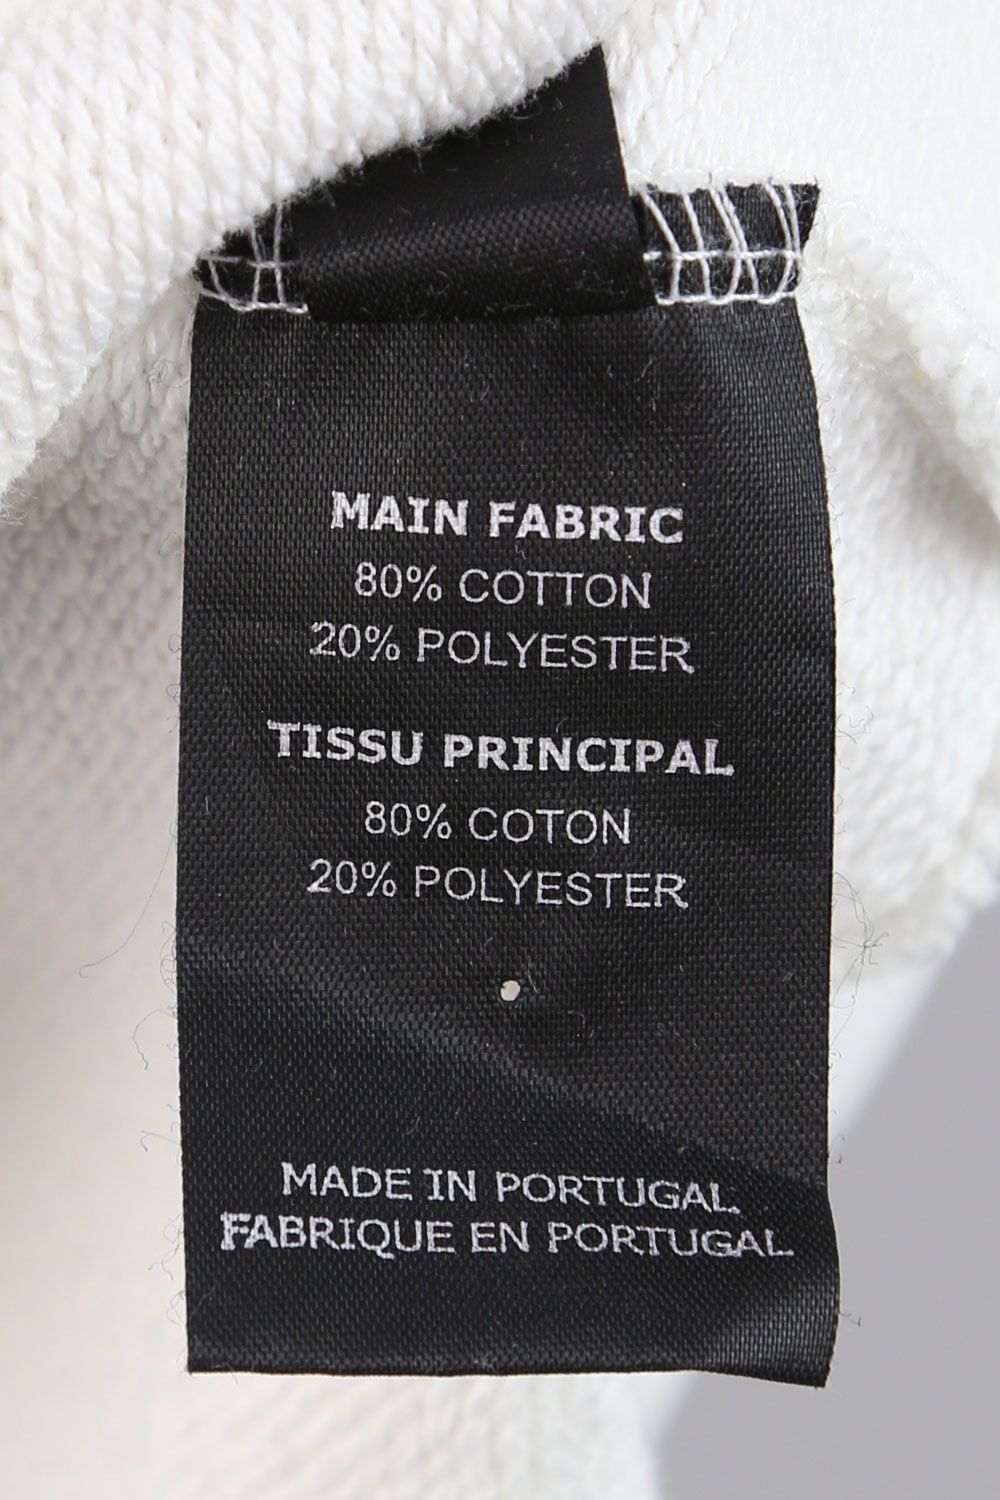 MAIN FABRIC
80% COTTON
20% POLYESTER
TISSU PRINCIPAL
80% COTON
20% POLYESTER
MADE IN PORTUGAL
FABRIQUE EN PORTUGAL